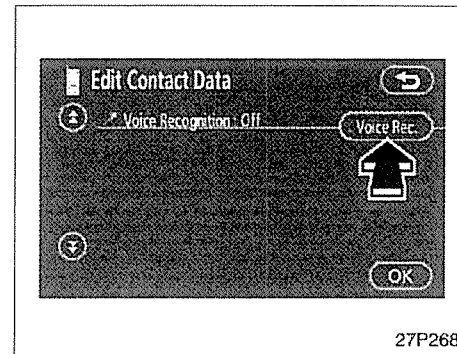 Edit Contact Data
Voice Recognition : Off
Voice Rec.
OK
27P268